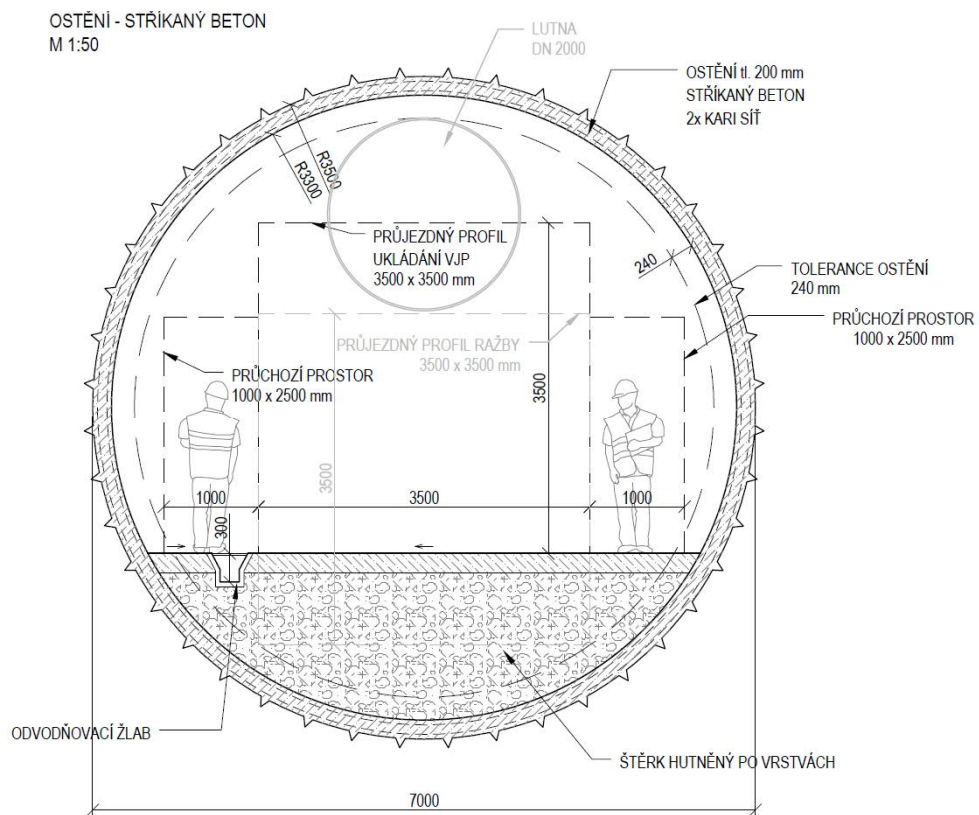 OSTĚNÍ - STŘÍKANÝ BETON
M 1:50
LUTNA
DN 2000
OSTĚNÍ tl. 200 mm
STŘÍKANÝ BETON
2x KARI SÍŤ
R3500
R3300
PRŮJEZDNÝ PROFIL
UKLÁDÁNÍ VJP
3500 x 3500 mm
240
TOLERANCE OSTĚNÍ
240 mm
PRŮCHOZÍ PROSTOR
1000 x 2500 mm
PRŮJEZDNÝ PROFIL RAŽBY
3500 x 3500 mm
PRŮCHOZÍ PROSTOR
1000 x 2500 mm
3500
3500
1000
3500
1000
300
ODVODŇOVACÍ ŽLAB
ŠTĚRK HUTNĚNÝ PO VRSTVÁCH
7000